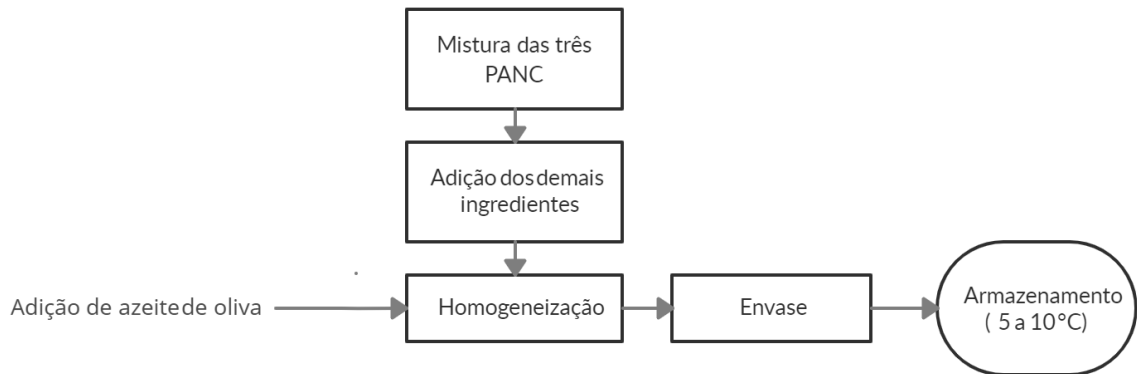 Mistura das três
PANC
Adição dos demais
ingredientes
Adição de azeite de oliva
Homogeneização
Envase
Armazenamento
( 5 a 10 °C)